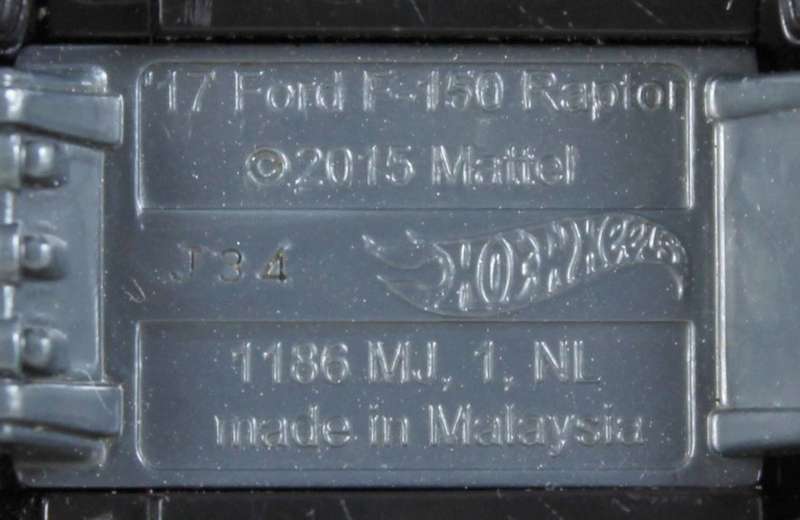 '17 Ford F-150 Raptor
©2015 Mattel
J34
HOT WHEELS
1186 MJ, 1, NL
made in Malaysia